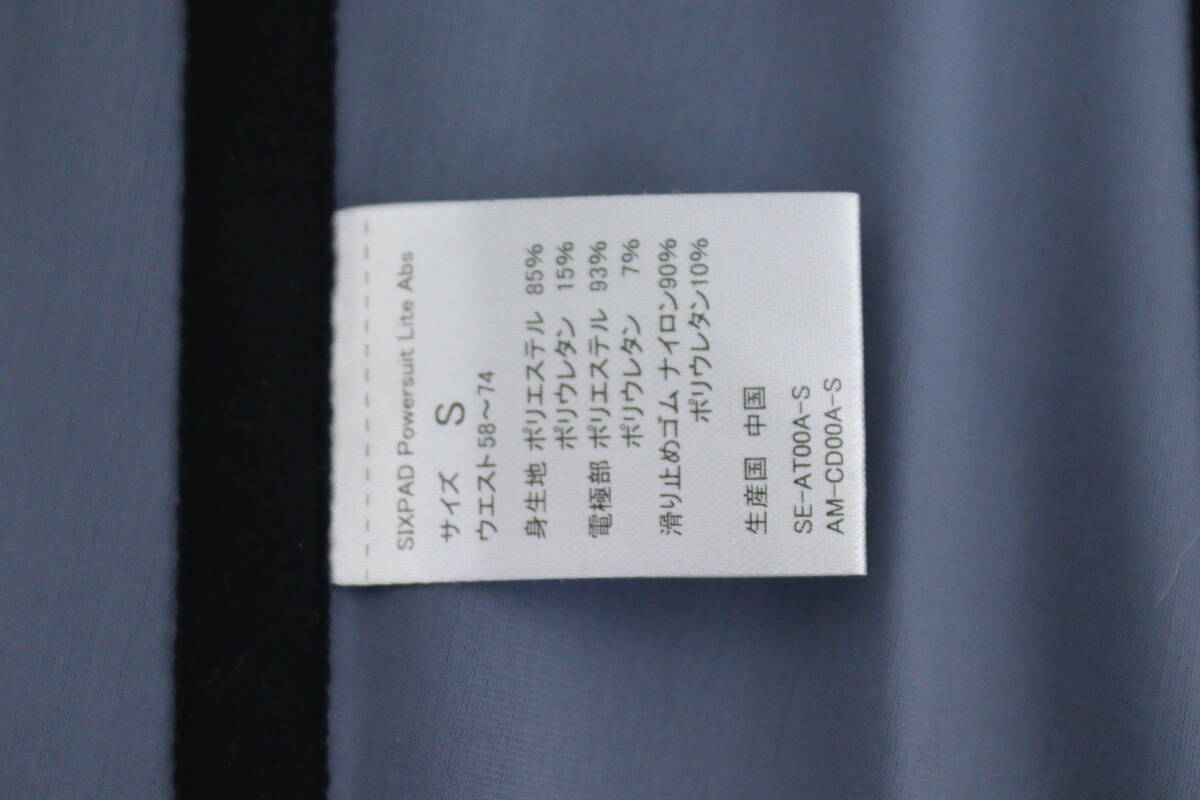 SIXPAD Powersuit Lite Abs
サイズ S
ウエスト58～74
身生地 ポリエステル 85%
ポリウレタン 15%
電極部 ポリエステル 93%
ポリウレタン 7%
滑り止めゴム ナイロン90%
ポリウレタン10%
生産国 中国
SE-AT00A-S
AM-CD00A-S